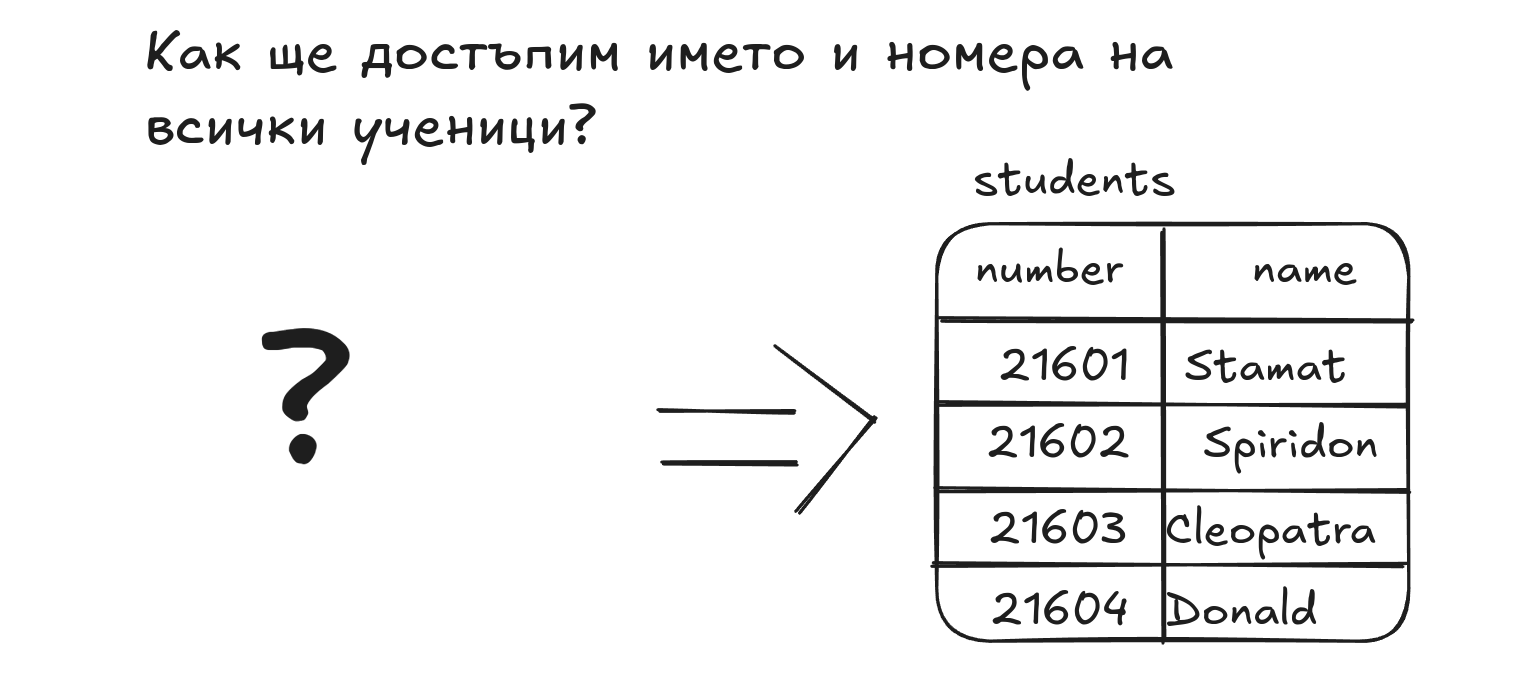 Как ще достъпим името и номера на
всички ученици?
students
number name
?
21601 Stamat
21602 Spiridon
21603 Cleopatra
21604 Donald